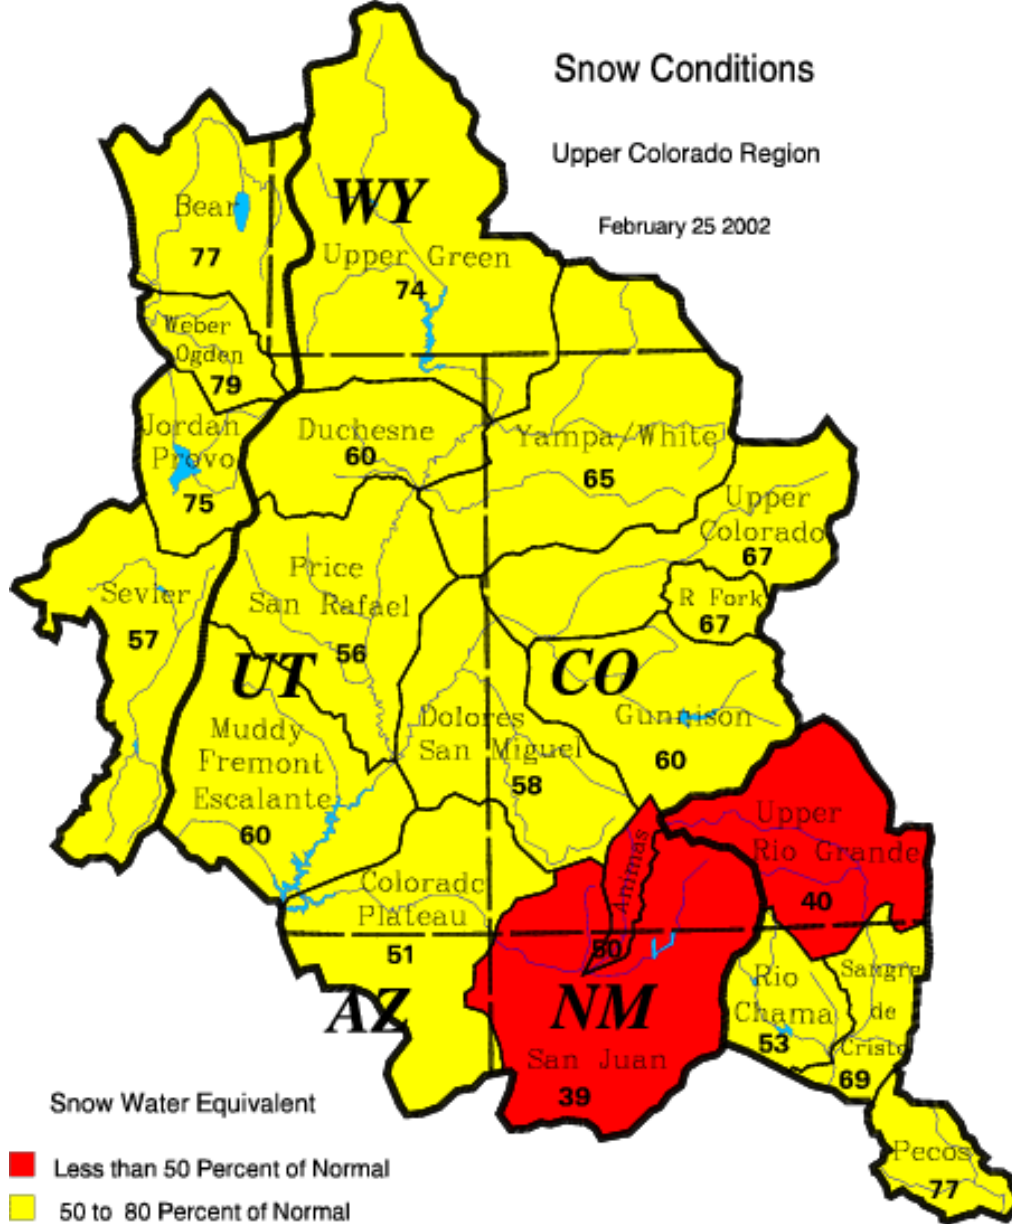 Snow Conditions
Upper Colorado Region
February 25 2002
WY
Bear
77
Upper Green
74
Weber
Ogden
79
Jordan
Provo
75
Duchesne
60
Yampa/White
65
Upper
Colorado
67
R Fork
67
Price
San Rafael
56
Sevier
57
UT
CO
Muddy
Fremont
Escalante
60
Dolores
San Miguel
58
Gunnison
60
Upper
Rio Grande
40
Animas
50
Colorado
Plateau
51
AZ
NM
San Juan
39
Rio
Chama
53
Sangre
de
Cristo
69
Pecos
77
Snow Water Equivalent
Less than 50 Percent of Normal
50 to 80 Percent of Normal